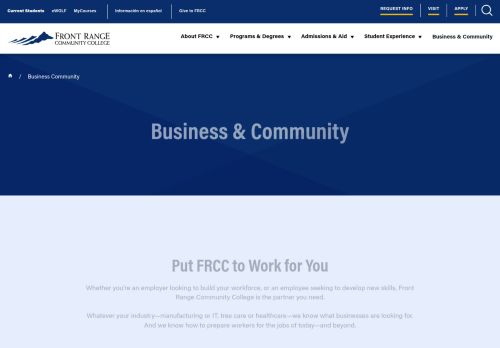 Current Students eWOLF MyCourses Información en español Give to FRCC REQUEST INFO VISIT APPLY
FRONT RANGE
COMMUNITY COLLEGE
About FRCC Programs & Degrees Admissions & Aid Student Experience Business & Community
/ Business Community
Business & Community
Put FRCC to Work for You
Whether you're an employer looking to build your workforce, or an employee seeking to develop new skills, Front
Range Community College is the partner you need.
Whatever your industry—manufacturing or IT, tree care or healthcare—we know what businesses are looking for.
And we know how to prepare workers for the jobs of today—and beyond.